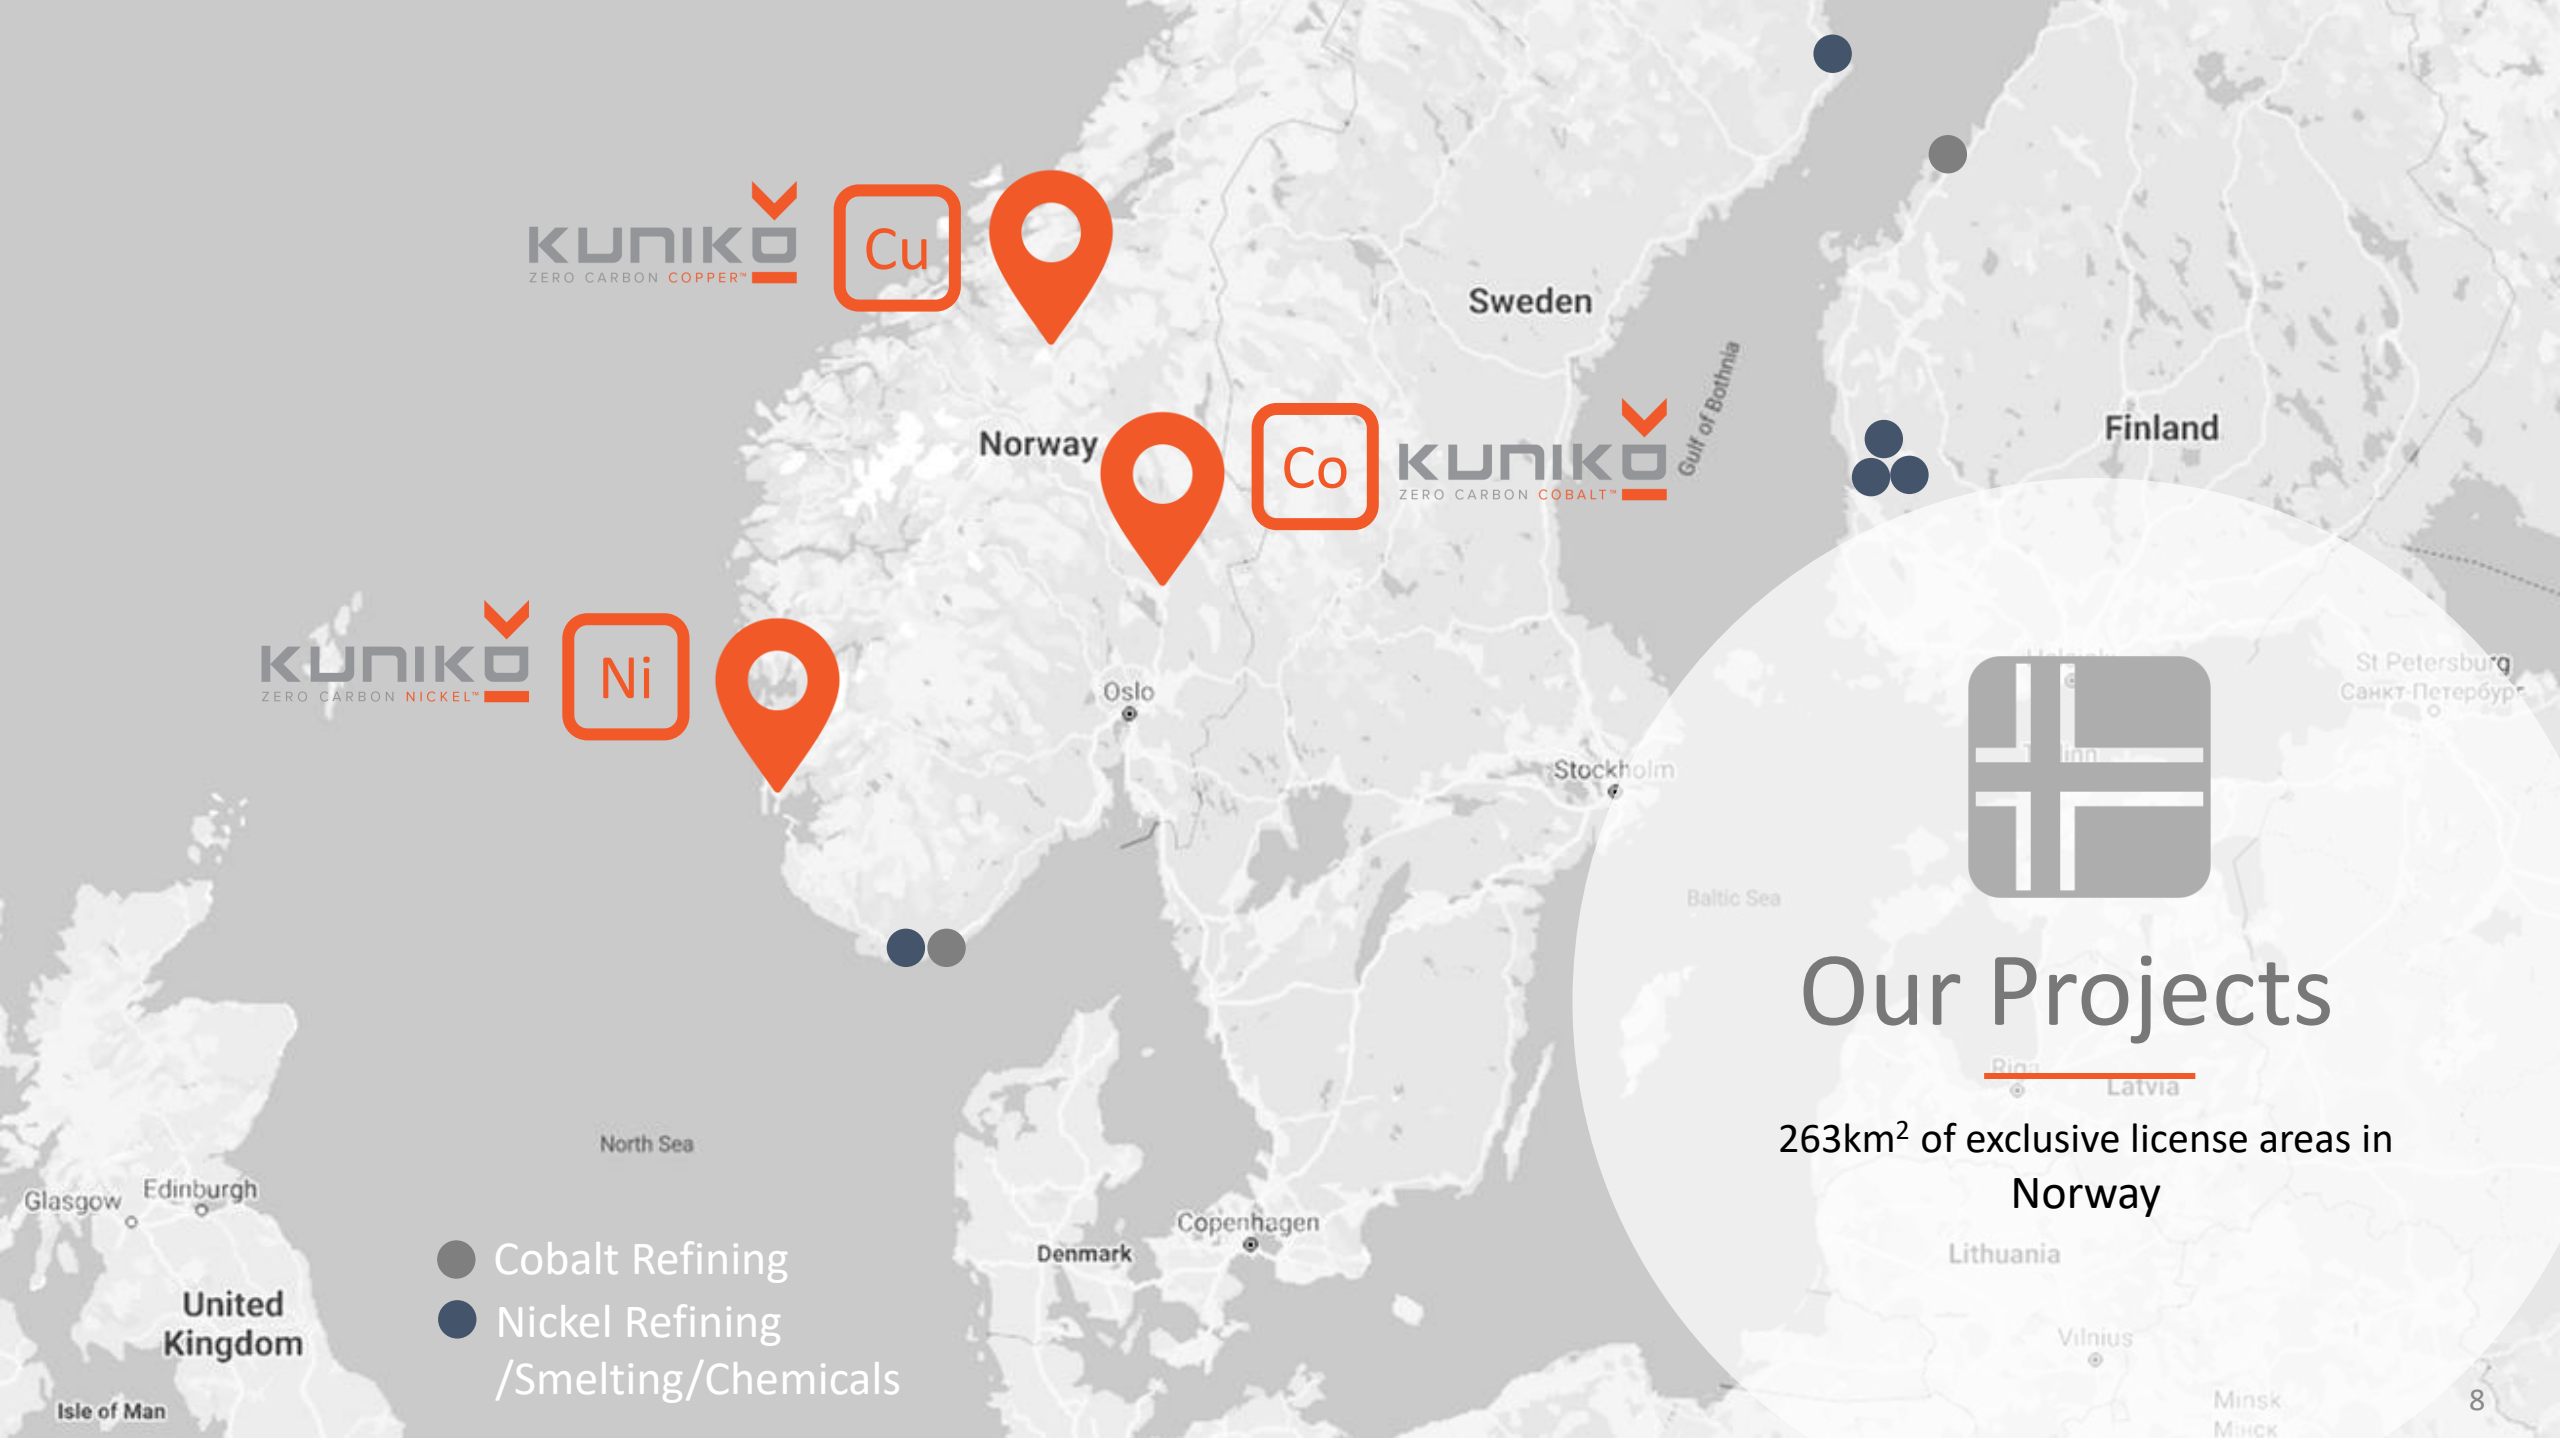 KUNIKO
ZERO CARBON COPPER™
Cu
Sweden
Gulf of Bothnia
Norway
Co
KUNIKO
ZERO CARBON COBALT™
Finland
KUNIKO
ZERO CARBON NICKEL™
Ni
Oslo
Stockholm
Helsinki
St Petersburg
Санкт-Петербург
Tallinn
Baltic Sea
Our Projects
Riga
Latvia
263km² of exclusive license areas in
Norway
North Sea
Glasgow
Edinburgh
Copenhagen
Denmark
Lithuania
Cobalt Refining
Nickel Refining
/Smelting/Chemicals
United
Kingdom
Vilnius
Isle of Man
Minsk
Минск
8